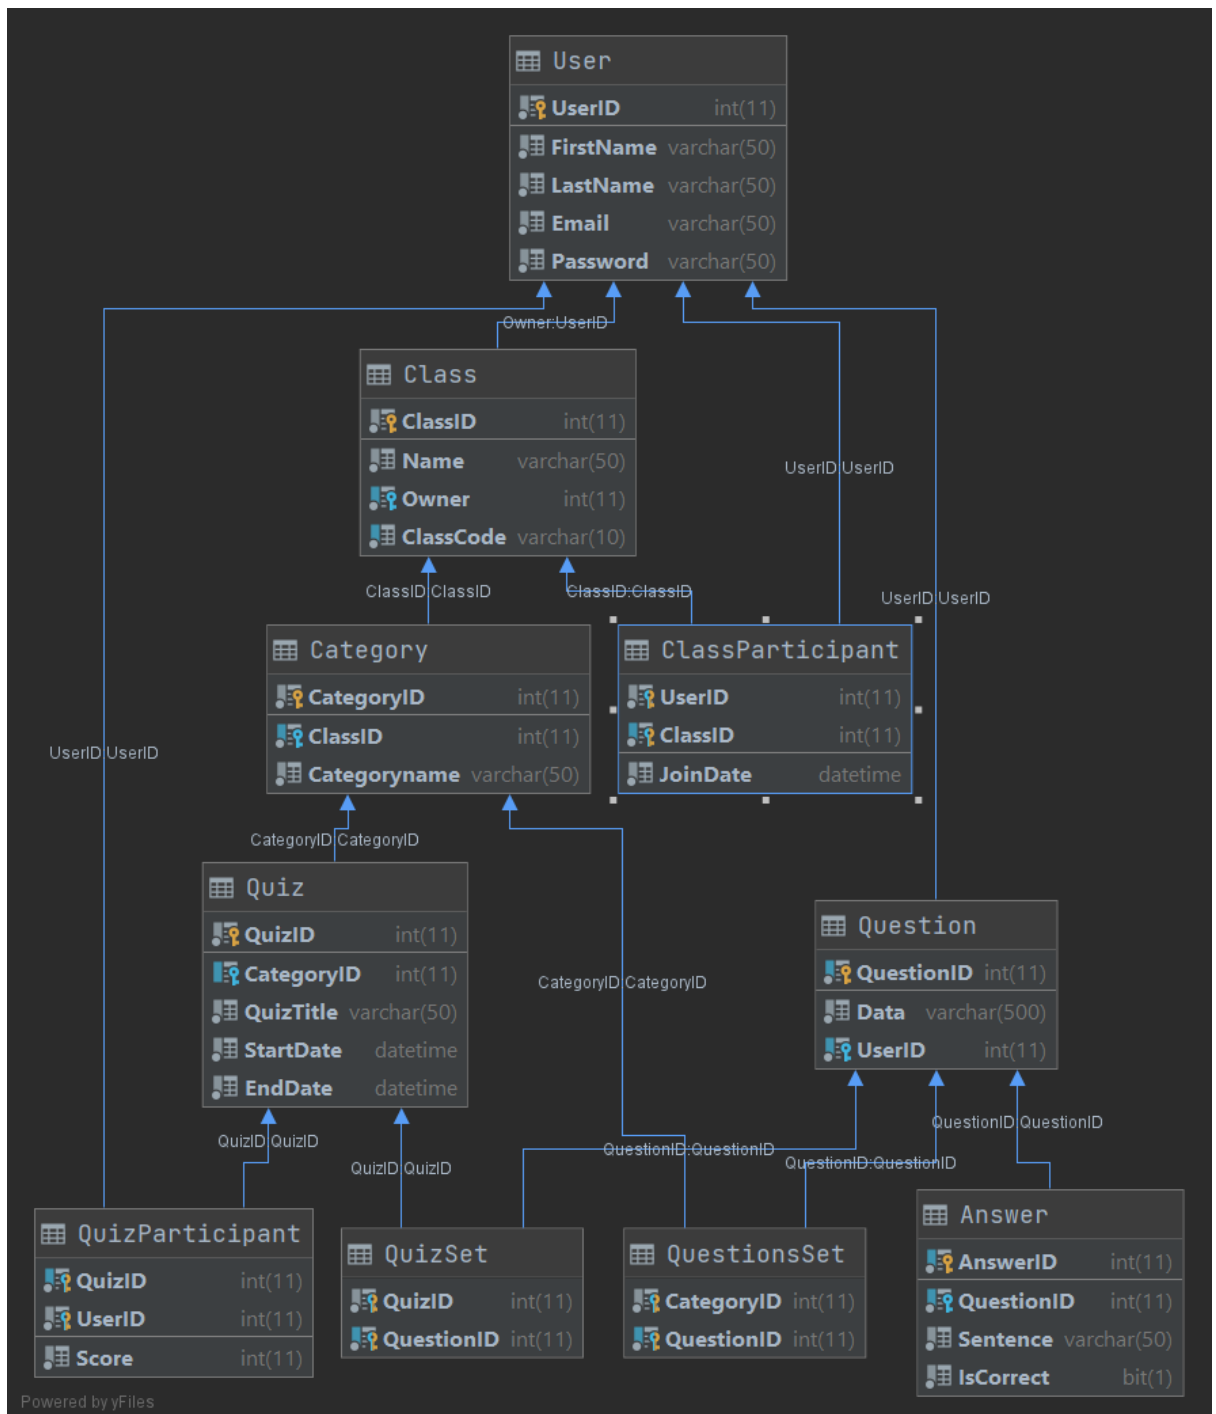 User
UserID int(11)
FirstName varchar(50)
LastName varchar(50)
Email varchar(50)
Password varchar(50)
Owner:UserID
Class
ClassID int(11)
Name varchar(50)
Owner int(11)
ClassCode varchar(10)
UserID:UserID
ClassID:ClassID
ClassID:ClassID
UserID:UserID
Category
CategoryID int(11)
ClassID int(11)
Categoryname varchar(50)
ClassParticipant
UserID int(11)
ClassID int(11)
JoinDate datetime
UserID:UserID
CategoryID:CategoryID
Quiz
QuizID int(11)
CategoryID int(11)
QuizTitle varchar(50)
StartDate datetime
EndDate datetime
Question
QuestionID int(11)
Data varchar(500)
UserID int(11)
CategoryID:CategoryID
QuizID:QuizID
QuizID:QuizID
QuestionID:QuestionID
QuestionID:QuestionID
QuestionID:QuestionID
QuizParticipant
QuizID int(11)
UserID int(11)
Score int(11)
QuizSet
QuizID int(11)
QuestionID int(11)
QuestionsSet
CategoryID int(11)
QuestionID int(11)
Answer
AnswerID int(11)
QuestionID int(11)
Sentence varchar(50)
IsCorrect bit(1)
Powered by yFiles